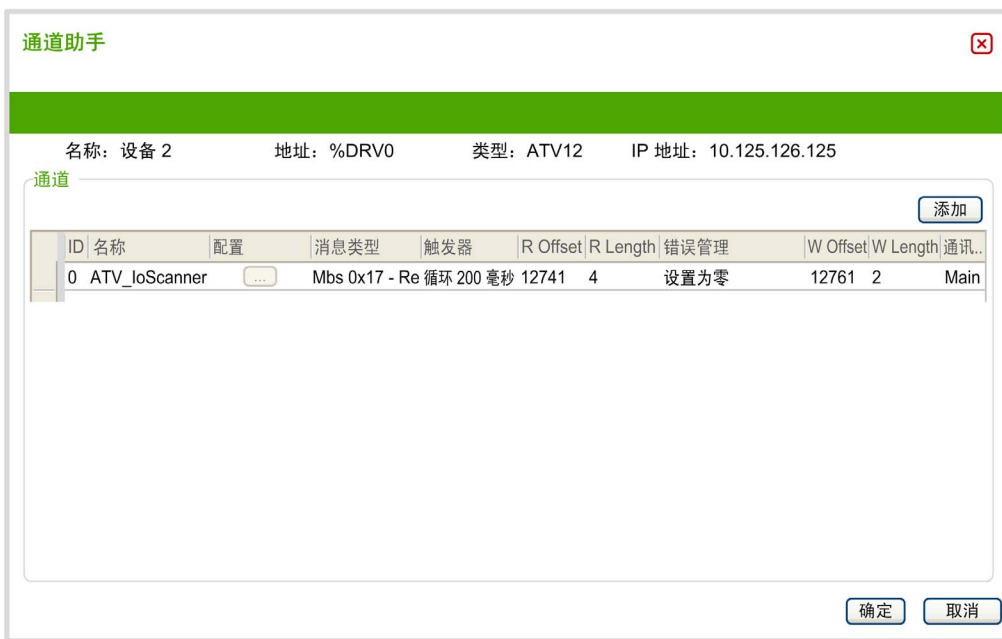 通道助手
名称：设备 2 地址：%DRV0 类型：ATV12 IP 地址：10.125.126.125
通道
添加
ID 名称 配置 消息类型 触发器 R Offset R Length 错误管理 W Offset W Length 通讯..
0 ATV_IoScanner ... Mbs 0x17 - Re 循环 200 毫秒 12741 4 设置为零 12761 2 Main
确定 取消